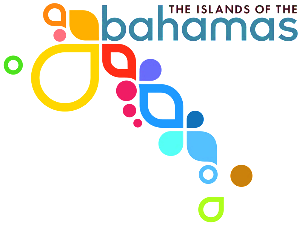 THE ISLANDS OF THE
bahamas